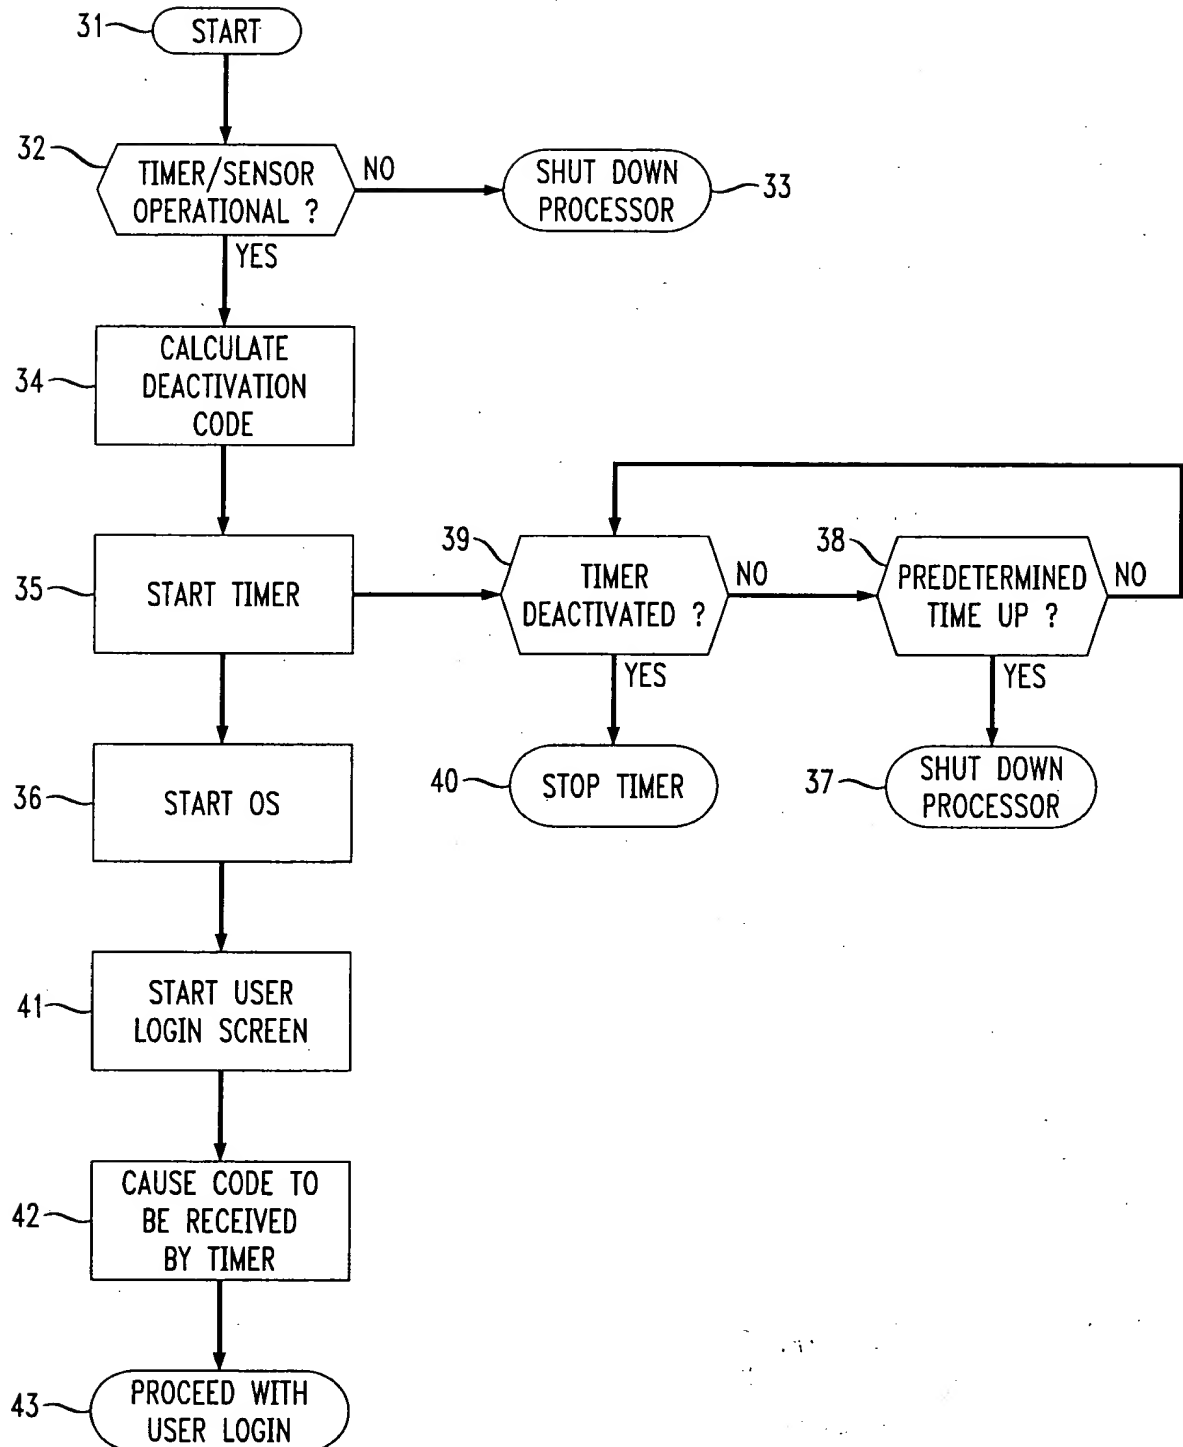 31
START
32
TIMER/SENSOR
OPERATIONAL ?
NO
SHUT DOWN
PROCESSOR
33
YES
34
CALCULATE
DEACTIVATION
CODE
35
START TIMER
39
TIMER
DEACTIVATED ?
NO
38
PREDETERMINED
TIME UP ?
NO
YES
YES
36
START OS
40
STOP TIMER
37
SHUT DOWN
PROCESSOR
41
START USER
LOGIN SCREEN
42
CAUSE CODE TO
BE RECEIVED
BY TIMER
43
PROCEED WITH
USER LOGIN